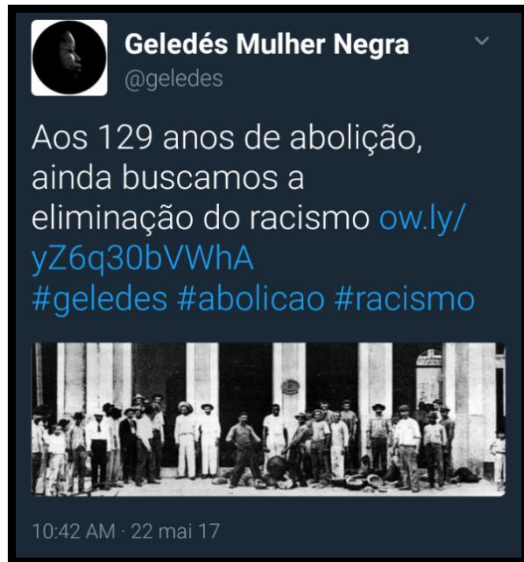 Geledés Mulher Negra
@geledes
Aos 129 anos de abolição,
ainda buscamos a
eliminação do racismo ow.ly/
yZ6q30bVWhA
#geledes #abolicao #racismo
10:42 AM · 22 mai 17